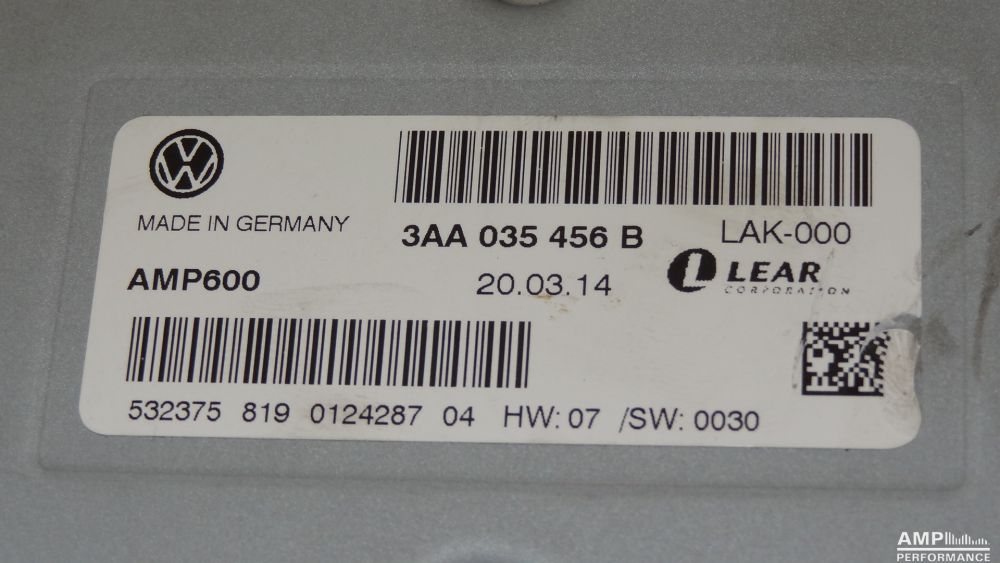 MADE IN GERMANY
3AA 035 456 B
LAK-000
AMP600
20.03.14
LEAR
CORPORATION
532375 819 0124287 04 HW: 07 /SW: 0030
AMP
PERFORMANCE